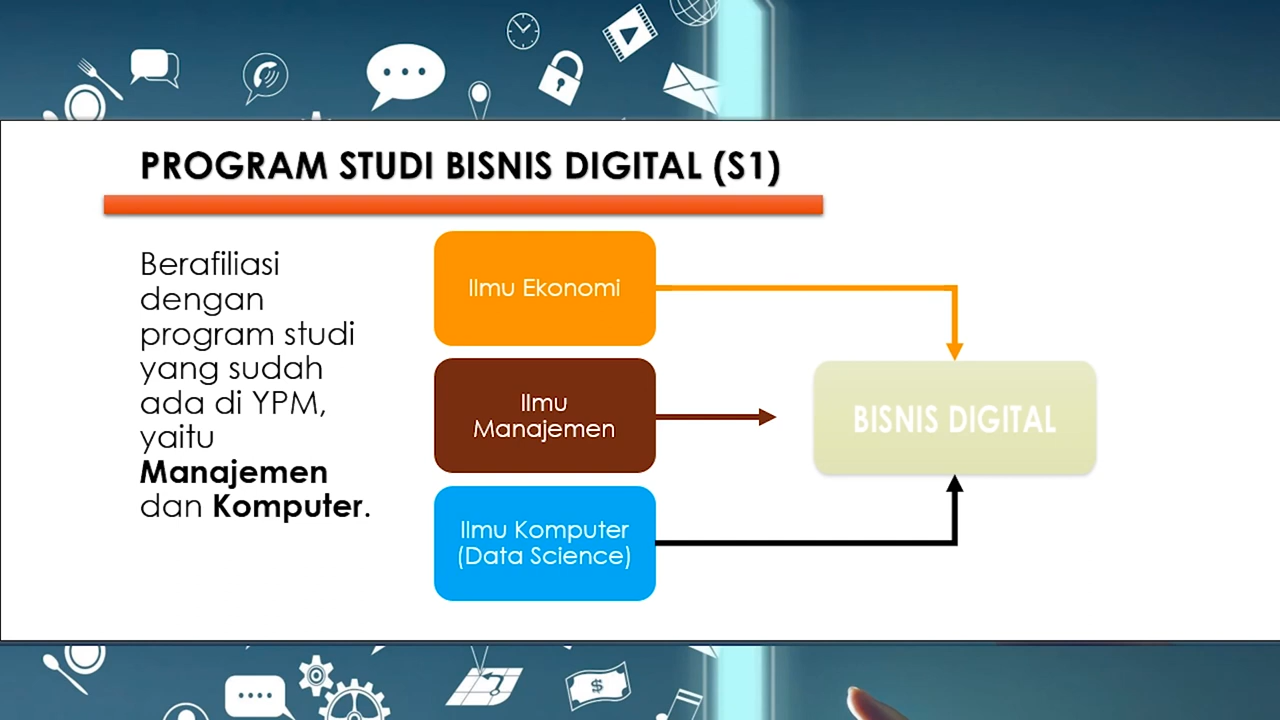 PROGRAM STUDI BISNIS DIGITAL (S1)
Berafiliasi
dengan
program studi
yang sudah
ada di YPM,
yaitu
Manajemen
dan Komputer.
Ilmu Ekonomi
Ilmu
Manajemen
Ilmu Komputer
(Data Science)
BISNIS DIGITAL
$